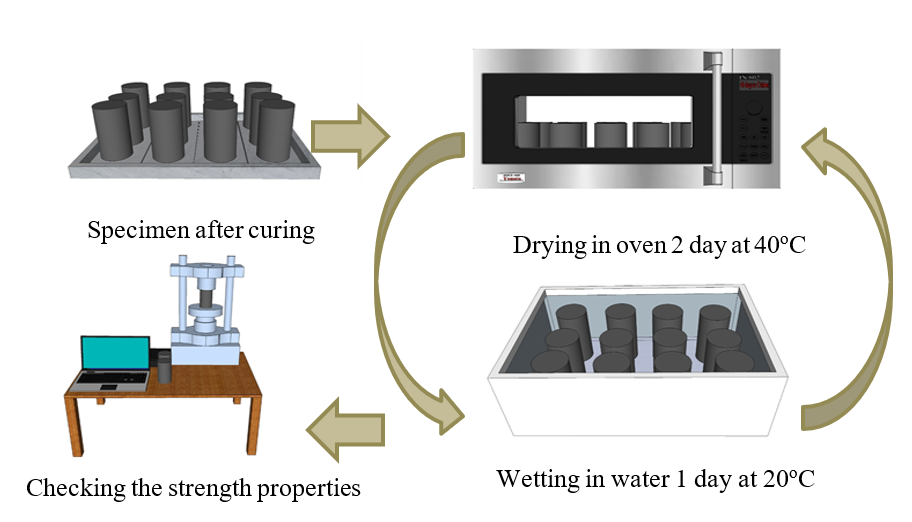 Specimen after curing
Drying in oven 2 day at 40°C
Checking the strength properties
Wetting in water 1 day at 20°C